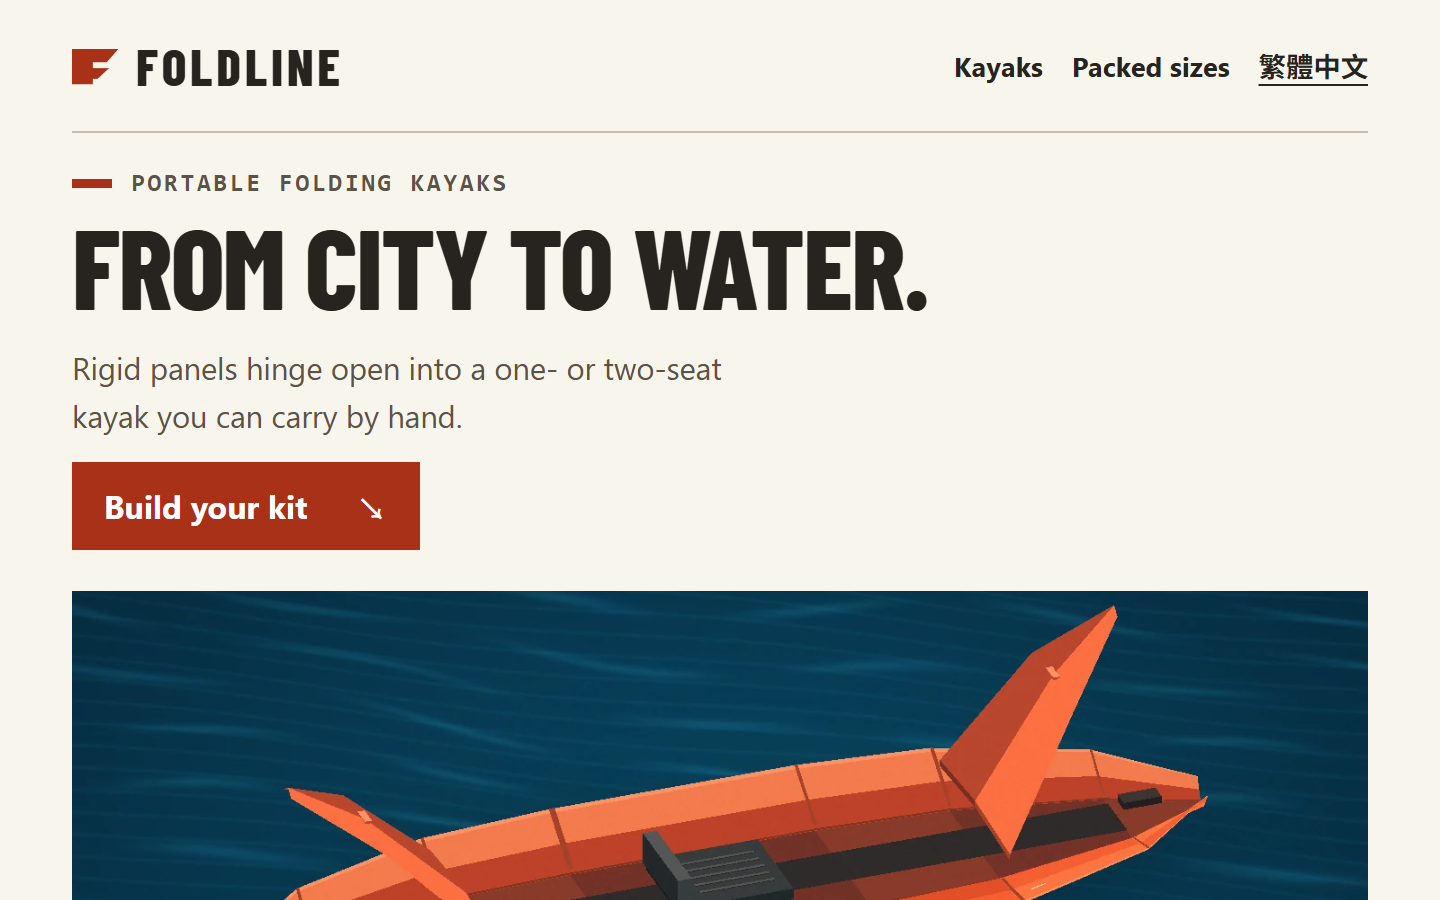 FOLDLINE
Kayaks
Packed sizes
繁體中文
PORTABLE FOLDING KAYAKS
FROM CITY TO WATER.
Rigid panels hinge open into a one- or two-seat
kayak you can carry by hand.
Build your kit ↘